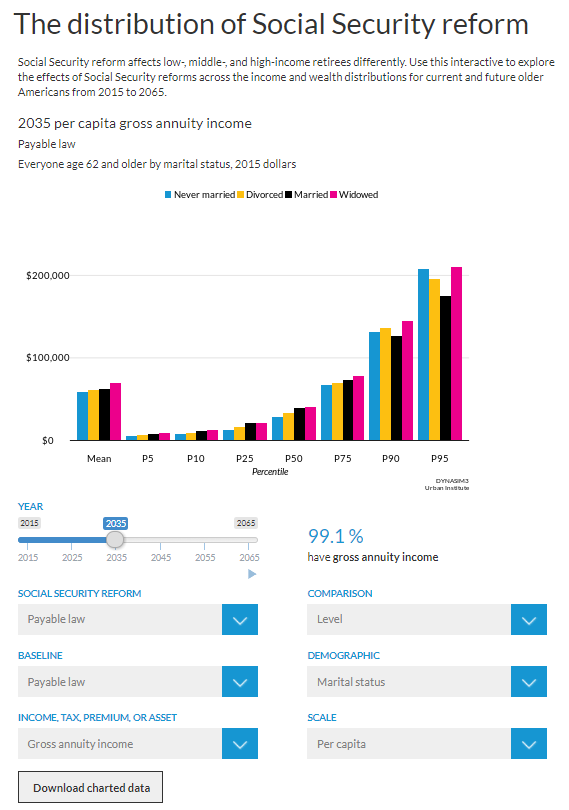 The distribution of Social Security reform
Social Security reform affects low-, middle-, and high-income retirees differently. Use this interactive to explore
the effects of Social Security reforms across the income and wealth distributions for current and future older
Americans from 2015 to 2065.
2035 per capita gross annuity income
Payable law
Everyone age 62 and older by marital status, 2015 dollars
Never married Divorced Married Widowed
$200,000
$100,000
$0
Mean P5 P10 P25 P50 P75 P90 P95
Percentile
DYNASIM3
Urban Institute
YEAR
2015 2035 2065
2015 2025 2035 2045 2055 2065
99.1 %
have gross annuity income
SOCIAL SECURITY REFORM COMPARISON
Payable law Level
BASELINE DEMOGRAPHIC
Payable law Marital status
INCOME, TAX, PREMIUM, OR ASSET SCALE
Gross annuity income Per capita
Download charted data